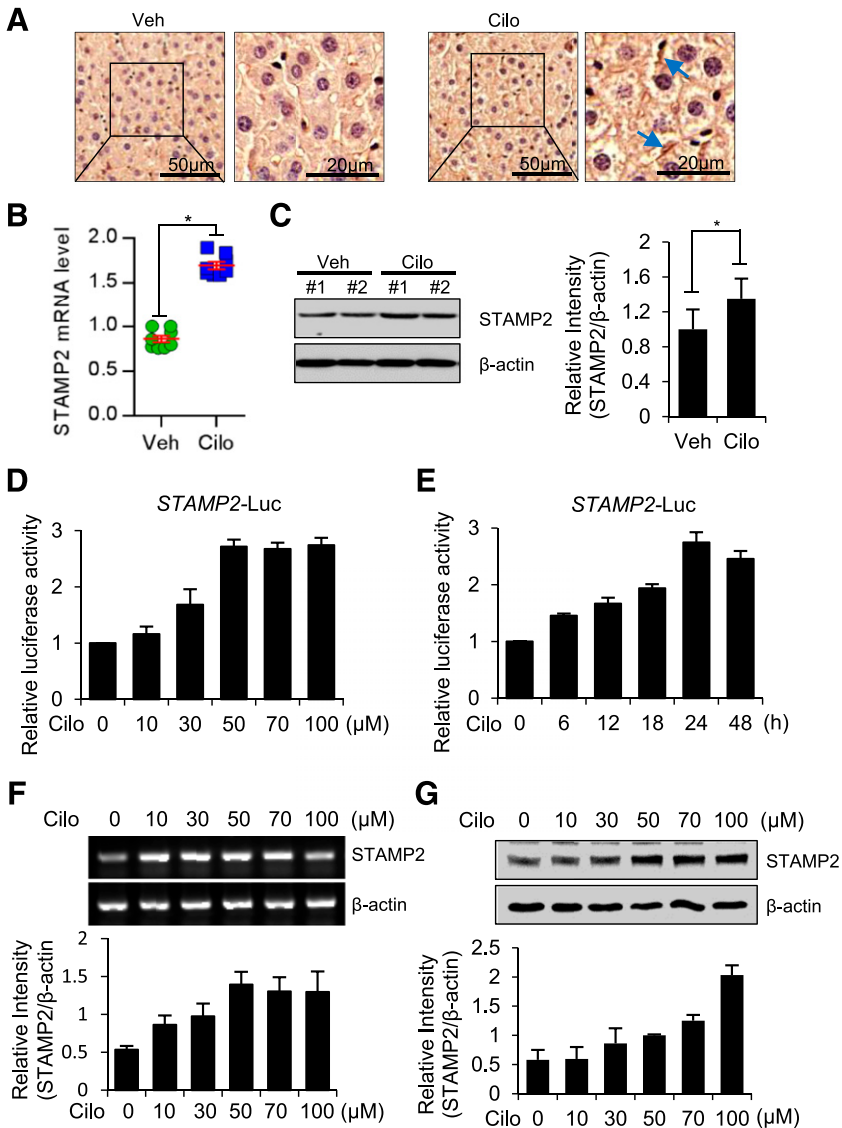 A
Veh
Cilo
50µm
20µm
50µm
20µm
B
STAMP2 mRNA level
2.0
1.5
1.0
0.5
0.0
*
Veh Cilo
C
Veh Cilo
#1 #2 #1 #2
STAMP2
β-actin
Relative Intensity
(STAMP2/β-actin)
2
1.6
1.2
0.8
0.4
0
*
Veh Cilo
D
STAMP2-Luc
Relative luciferase activity
3
2
1
0
Cilo 0 10 30 50 70 100 (µM)
E
STAMP2-Luc
Relative luciferase activity
3
2
1
0
Cilo 0 6 12 18 24 48 (h)
F
Cilo 0 10 30 50 70 100 (µM)
STAMP2
β-actin
Relative Intensity
(STAMP2/β-actin
2
1.5
1
0.5
0
Cilo 0 10 30 50 70 100 (µM)
G
Cilo 0 10 30 50 70 100 (µM)
STAMP2
β-actin
Relative Intensity
(STAMP2/β-actin)
2.5
2
1.5
1
0.5
0
Cilo 0 10 30 50 70 100 (µM)